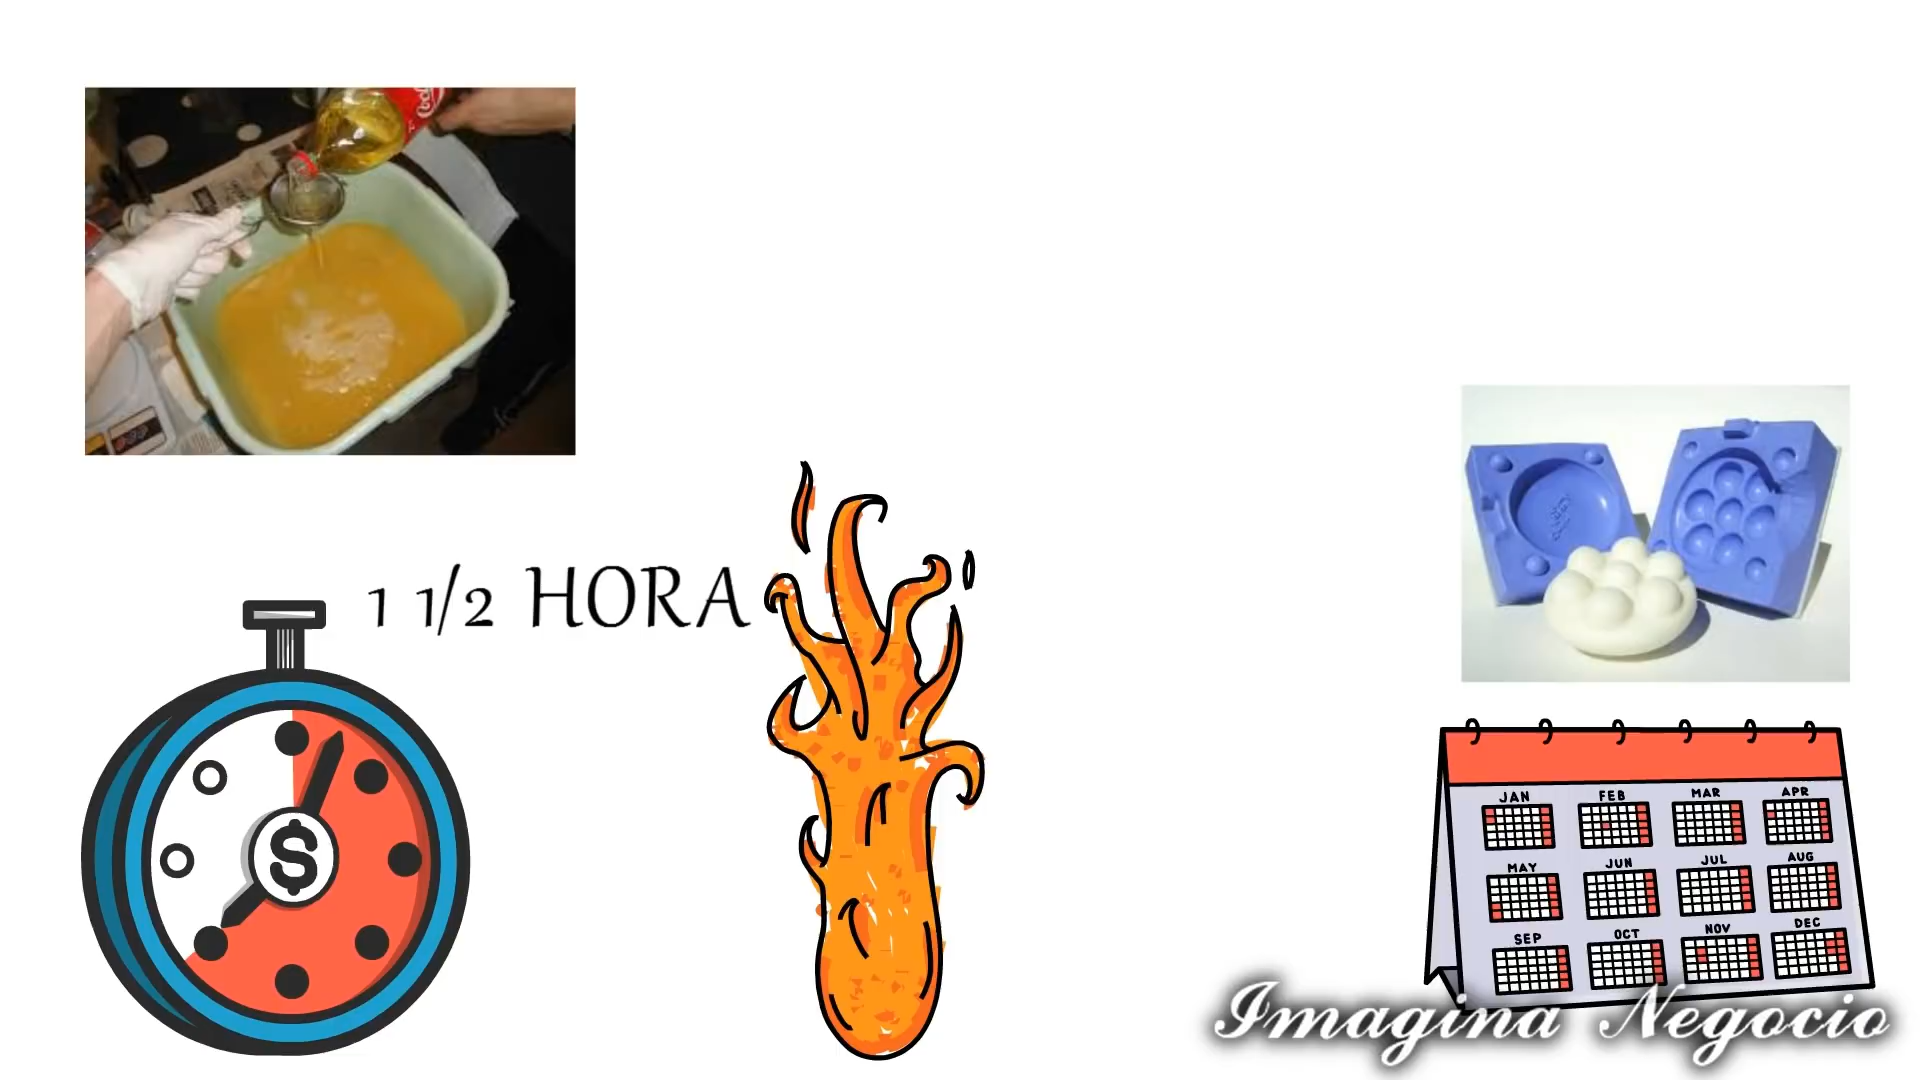 1 1/2 HORA
$
JAN FEB MAR APR
MAY JUN JUL AUG
SEP OCT NOV DEC
Imagina Negocio